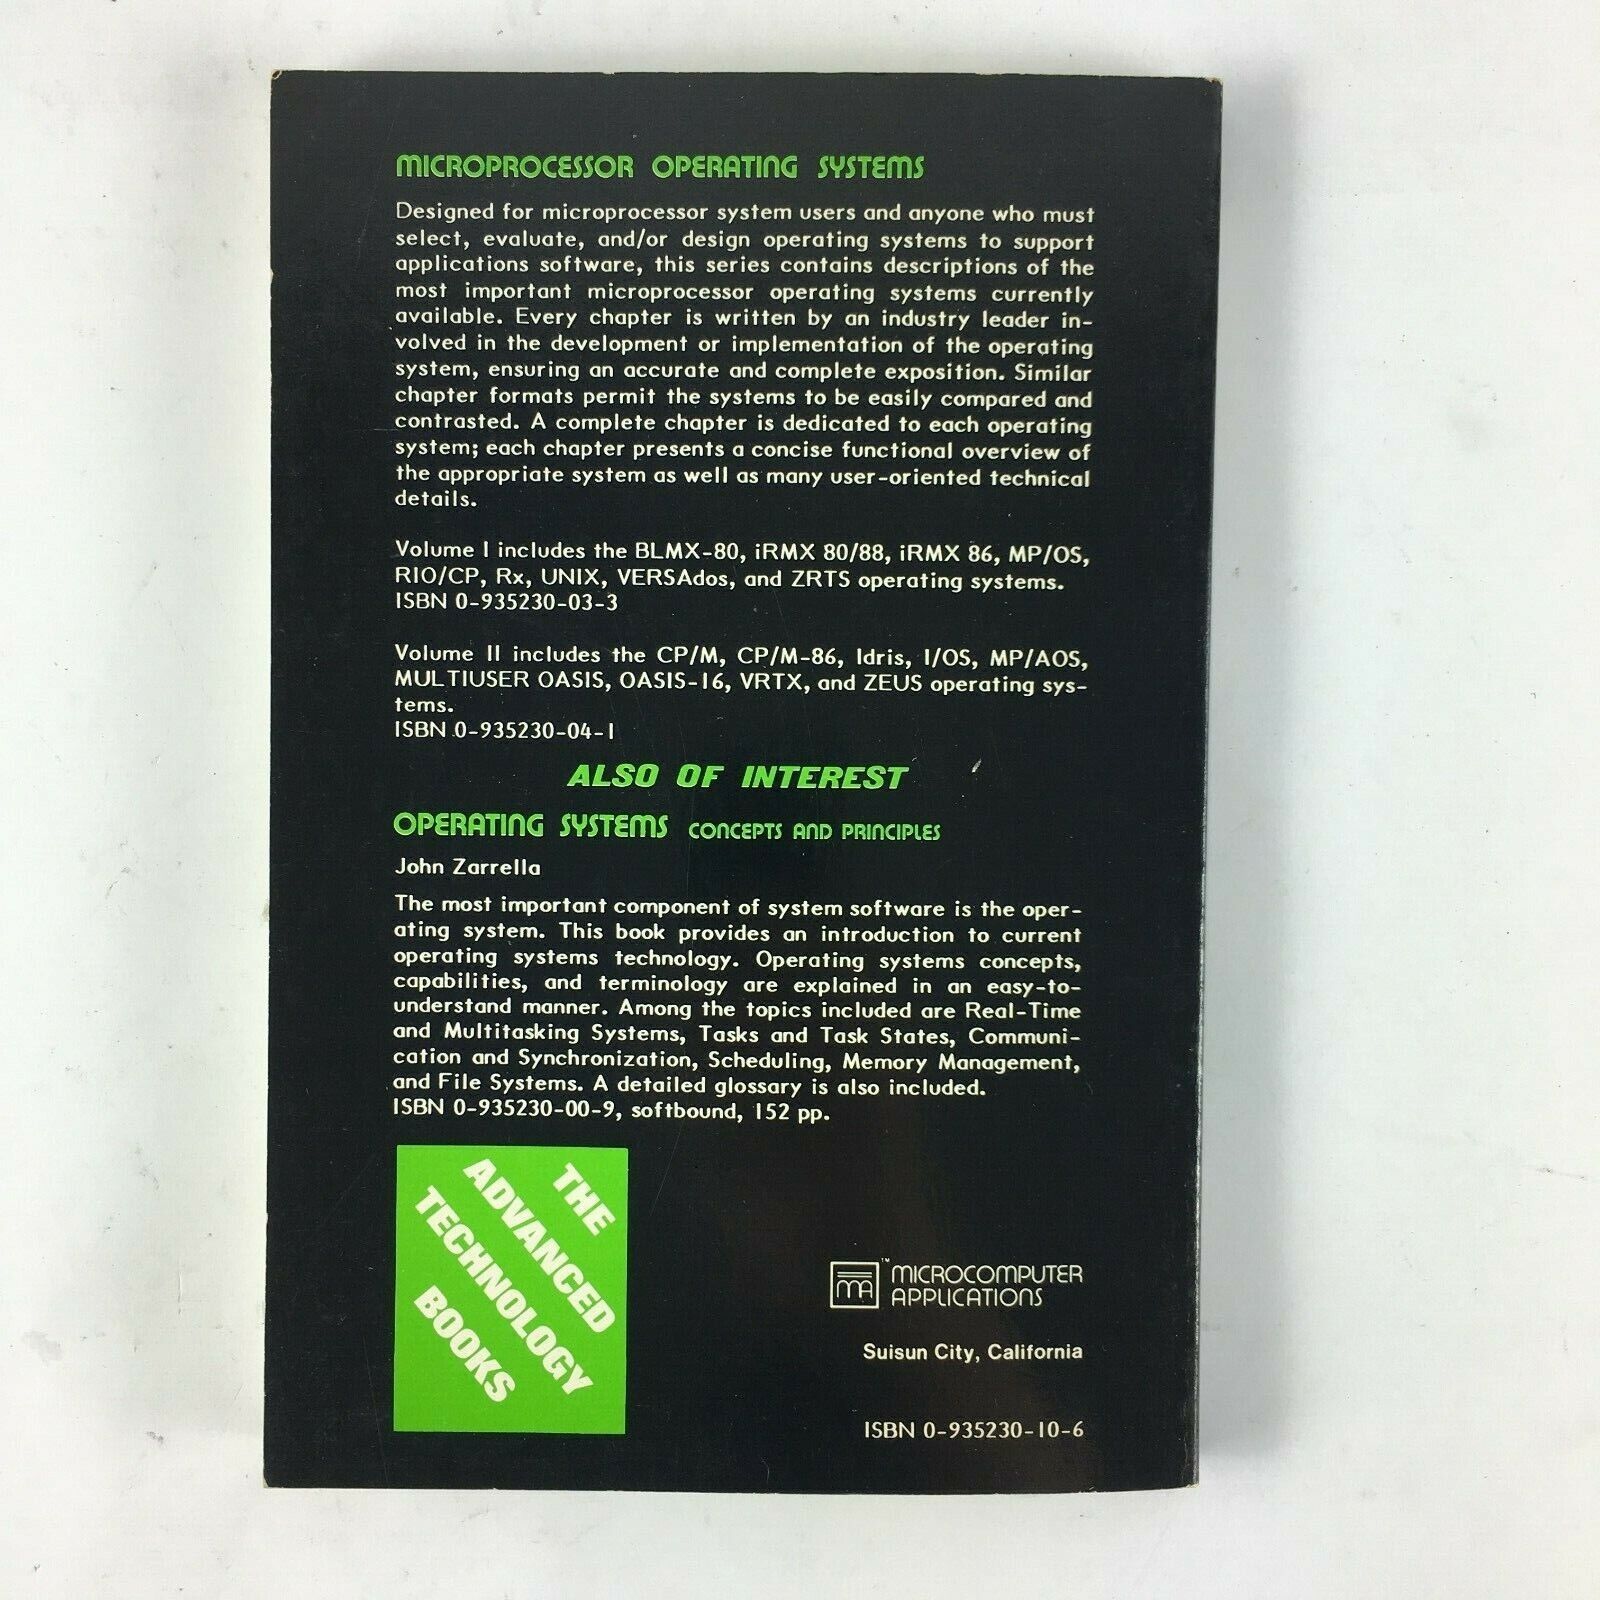 MICROPROCESSOR OPERATING SYSTEMS
Designed for microprocessor system users and anyone who must
select, evaluate, and/or design operating systems to support
applications software, this series contains descriptions of the
most important microprocessor operating systems currently
available. Every chapter is written by an industry leader in-
volved in the development or implementation of the operating
system, ensuring an accurate and complete exposition. Similar
chapter formats permit the systems to be easily compared and
contrasted. A complete chapter is dedicated to each operating
system; each chapter presents a concise functional overview of
the appropriate system as well as many user-oriented technical
details.
Volume I includes the BLMX-80, iRMX 80/88, iRMX 86, MP/OS,
RIO/CP, Rx, UNIX, VERSAdos, and ZRTS operating systems.
ISBN 0-935230-03-3
Volume II includes the CP/M, CP/M-86, Idris, I/OS, MP/AOS,
MULTIUSER OASIS, OASIS-16, VRTX, and ZEUS operating sys-
tems.
ISBN 0-935230-04-1
ALSO OF INTEREST
OPERATING SYSTEMS CONCEPTS AND PRINCIPLES
John Zarrella
The most important component of system software is the oper-
ating system. This book provides an introduction to current
operating systems technology. Operating systems concepts,
capabilities, and terminology are explained in an easy-to-
understand manner. Among the topics included are Real-Time
and Multitasking Systems, Tasks and Task States, Communi-
cation and Synchronization, Scheduling, Memory Management,
and File Systems. A detailed glossary is also included.
ISBN 0-935230-00-9, softbound, 152 pp.
THE
ADVANCED
TECHNOLOGY
BOOKS
MA ™ MICROCOMPUTER
APPLICATIONS
Suisun City, California
ISBN 0-935230-10-6